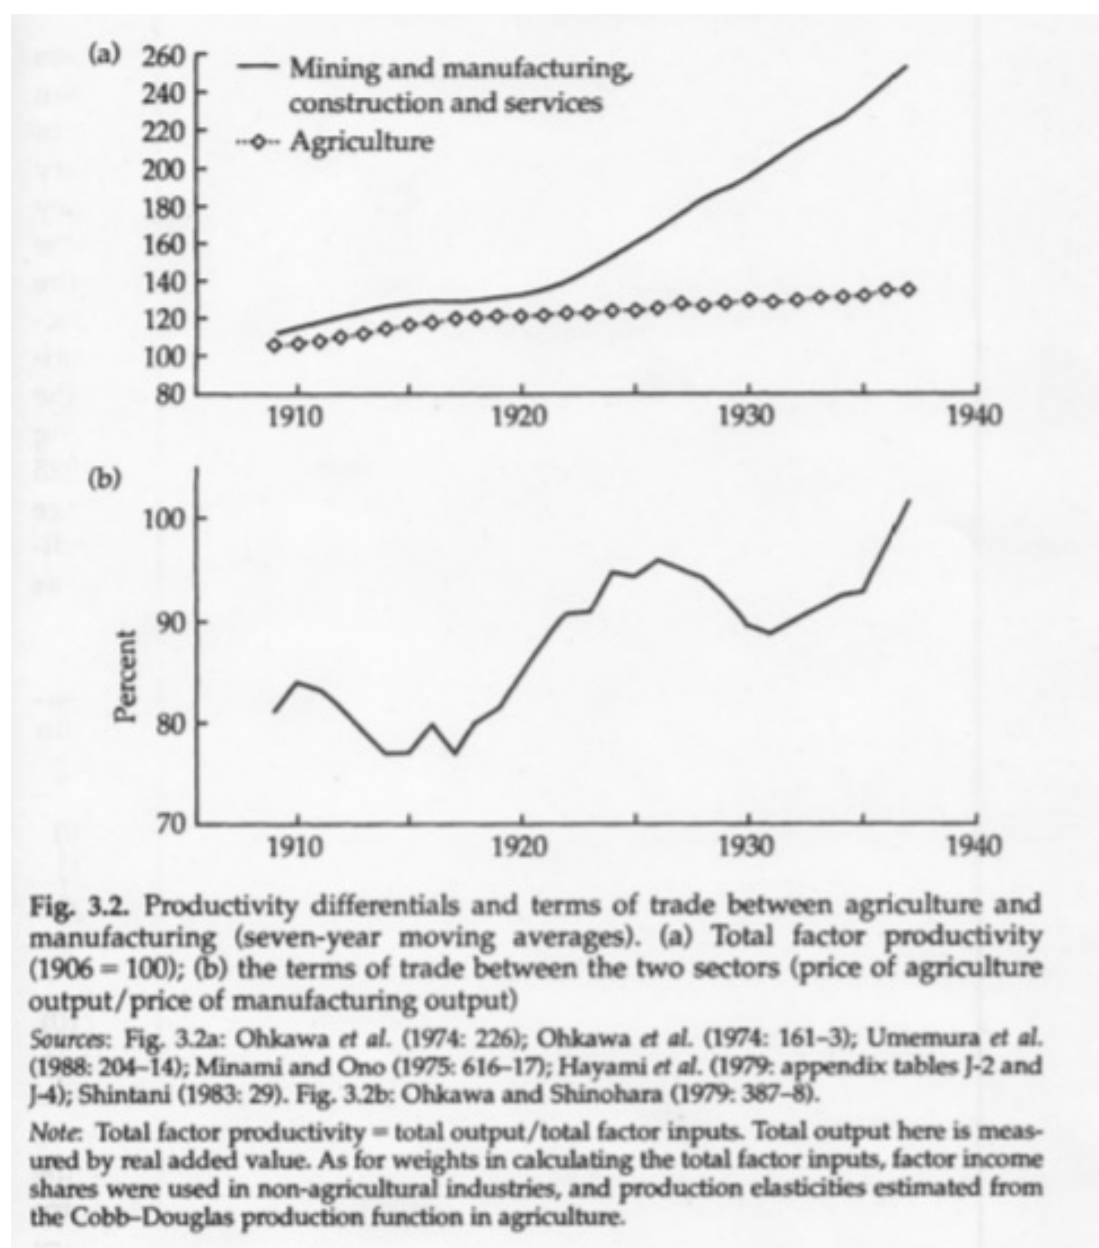 (a)
260
240
220
200
180
160
140
120
100
80
Mining and manufacturing,
construction and services
Agriculture
1910
1920
1930
1940
(b)
100
90
80
70
Percent
1910
1920
1930
1940
Fig. 3.2. Productivity differentials and terms of trade between agriculture and
manufacturing (seven-year moving averages). (a) Total factor productivity
(1906 = 100); (b) the terms of trade between the two sectors (price of agriculture
output/price of manufacturing output)
Sources: Fig. 3.2a: Ohkawa et al. (1974: 226); Ohkawa et al. (1974: 161–3); Umemura et al.
(1988: 204–14); Minami and Ono (1975: 616–17); Hayami et al. (1979: appendix tables J-2 and
J-4); Shintani (1983: 29). Fig. 3.2b: Ohkawa and Shinohara (1979: 387–8).
Note: Total factor productivity = total output/total factor inputs. Total output here is meas-
ured by real added value. As for weights in calculating the total factor inputs, factor income
shares were used in non-agricultural industries, and production elasticities estimated from
the Cobb–Douglas production function in agriculture.